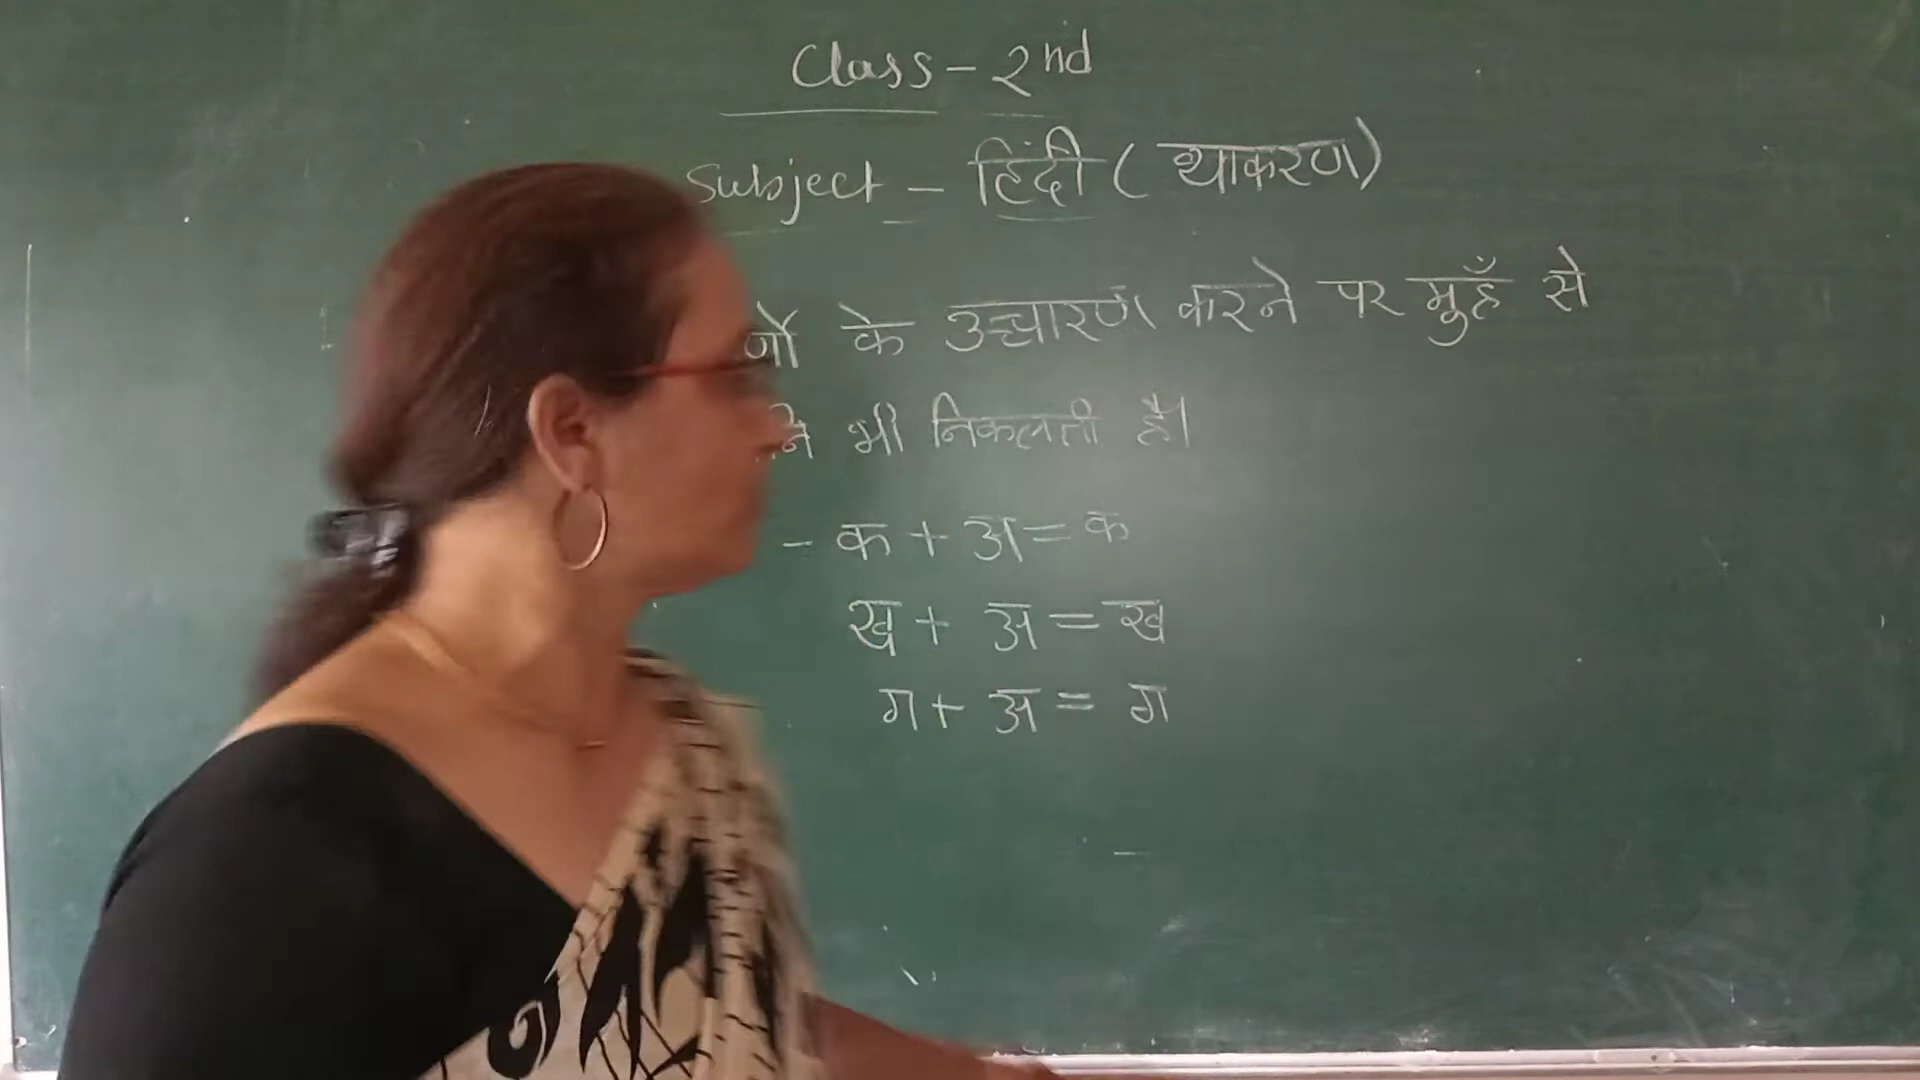 Class - 2nd
Subject - हिंदी ( व्याकरण)
के उच्चारण करने पर मुहँ से
भी निकलती है।
- क + अ = क
ख + अ = ख
ग + अ = ग